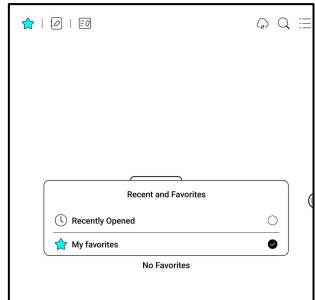 Recent and Favorites
Recently Opened
My favorites
No Favorites